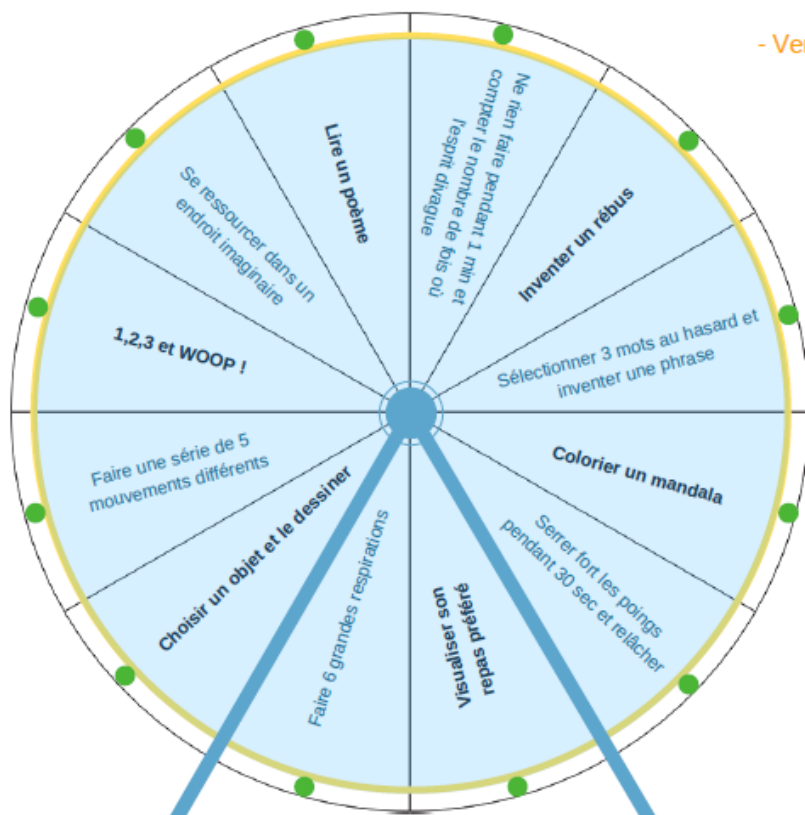 - Ver
Ne rien faire pendant 1 min et
compter le nombre de fois où
l'esprit divague
Inventer un rébus
Sélectionner 3 mots au hasard et
inventer une phrase
Colorier un mandala
Serrer fort les poings
pendant 30 sec et relâcher
Visualiser son
repas préféré
Faire 6 grandes respirations
Choisir un objet et le dessiner
Faire une série de 5
mouvements différents
1,2,3 et WOOP !
Se ressourcer dans un
endroit imaginaire
Lire un poème